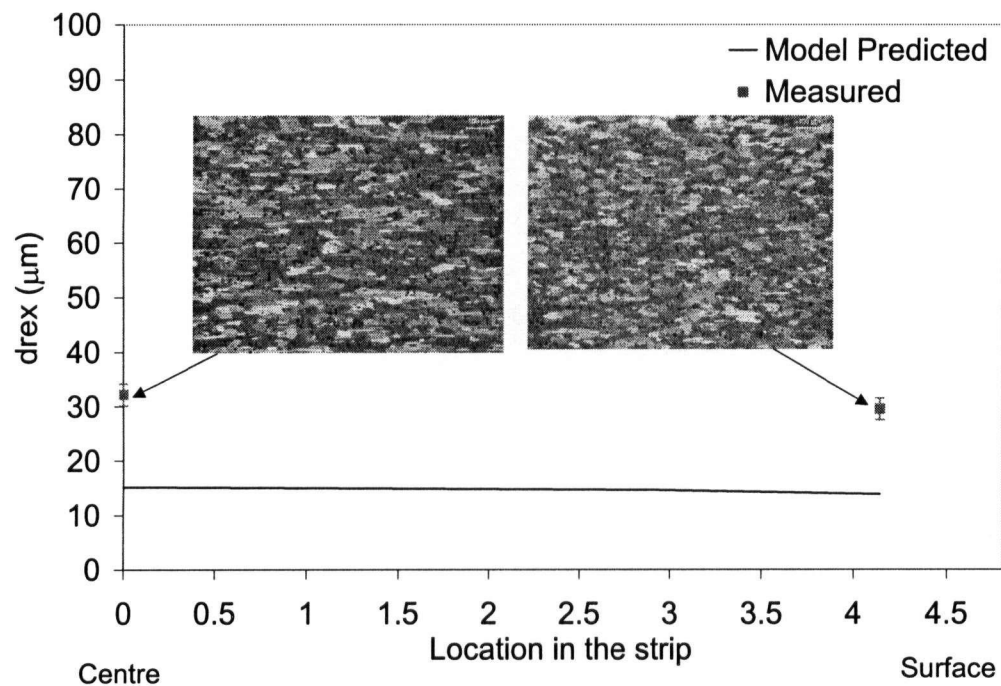 100
90
80
70
60
50
40
30
20
10
0
drex (μm)
Model Predicted
Measured
0 0.5 1 1.5 2 2.5 3 3.5 4 4.5
Location in the strip
Centre
Surface